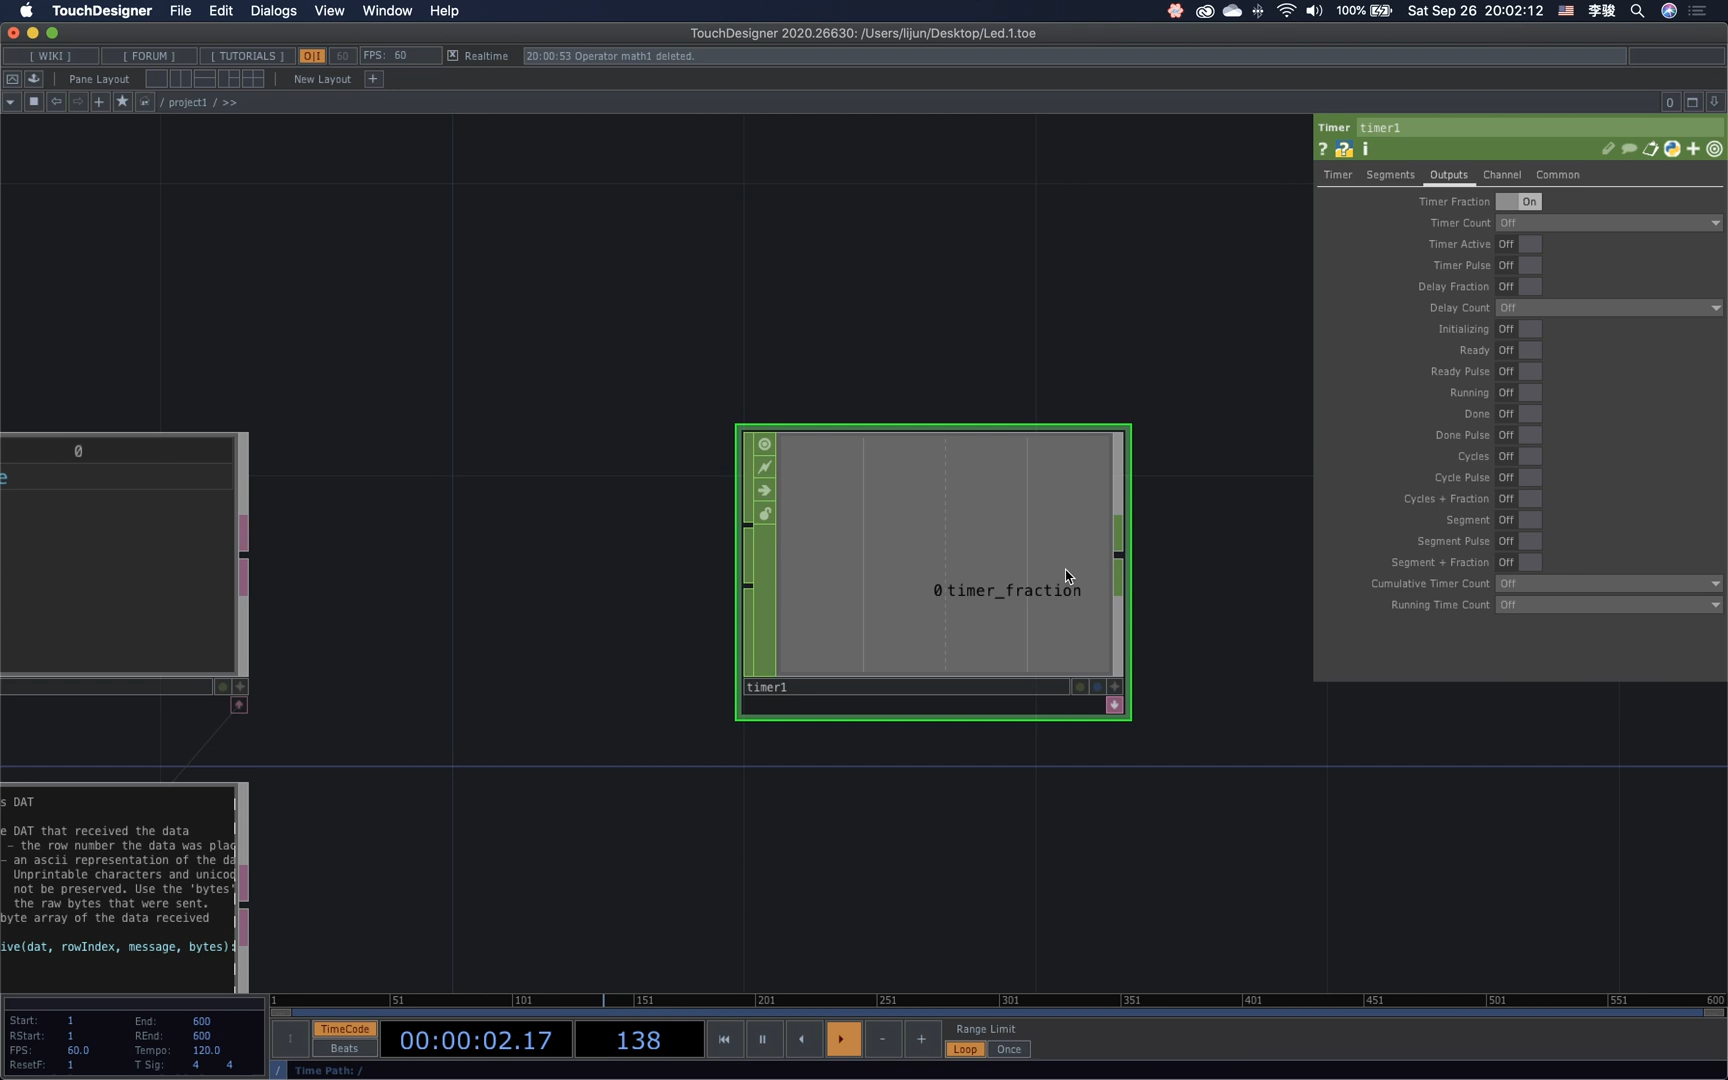 TouchDesigner File Edit Dialogs View Window Help 100% Sat Sep 26 20:02:12 李骏
TouchDesigner 2020.26630: /Users/lijun/Desktop/Led.1.toe
[ WIKI ] [ FORUM ] [ TUTORIALS ] O|I 60 FPS: 60 Realtime 20:00:53 Operator math1 deleted.
Pane Layout New Layout +
/ project1 / >> 0
Timer timer1
? ? i
Timer Segments Outputs Channel Common
Timer Fraction On
Timer Count Off
Timer Active Off
Timer Pulse Off
Delay Fraction Off
Delay Count Off
Initializing Off
Ready Off
Ready Pulse Off
Running Off
Done Off
Done Pulse Off
Cycles Off
Cycle Pulse Off
Cycles + Fraction Off
Segment Off
Segment Pulse Off
Segment + Fraction Off
Cumulative Timer Count Off
Running Time Count Off
0
e
0 timer_fraction
timer1
s DAT
e DAT that received the data
- the row number the data was plac
- an ascii representation of the da
Unprintable characters and unicod
not be preserved. Use the 'bytes'
the raw bytes that were sent.
byte array of the data received
ive(dat, rowIndex, message, bytes):
1 51 101 151 201 251 301 351 401 451 501 551 600
Start: 1 End: 600
RStart: 1 REnd: 600
FPS: 60.0 Tempo: 120.0
ResetF: 1 T Sig: 4 4
TimeCode
Beats
00:00:02.17
138
- +
Range Limit
Loop Once
/ Time Path: /